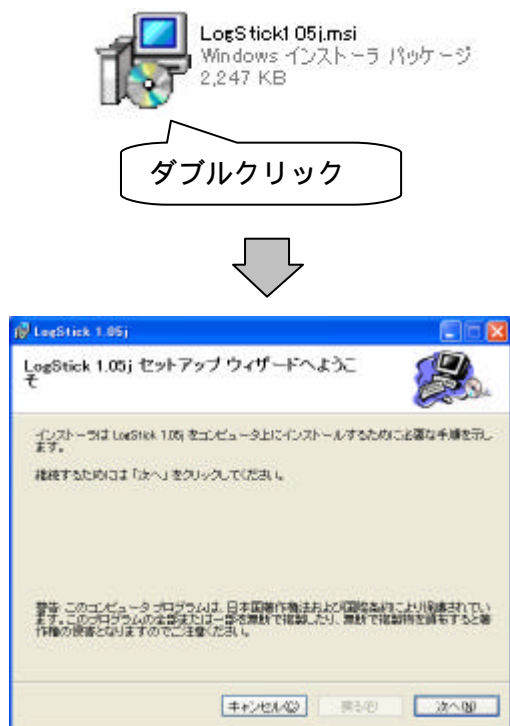 LogStick105j.msi
Windows インストーラ パッケージ
2,247 KB
ダブルクリック
LogStick 1.05j
LogStick 1.05j セットアップ ウィザードへようこ
そ
インストーラは LogStick 1.05j をコンピュータ上にインストールするために必要な手順を示し
ます。
継続するためには「次へ」をクリックしてください。
警告 このコンピュータ プログラムは、日本国著作権法および国際条約により保護されてい
ます。このプログラムの全部または一部を無断で複製したり、無断で複製物を頒布すると著
作権の侵害となりますのでご注意ください。
キャンセル(C)
戻る(P)
次へ(N)